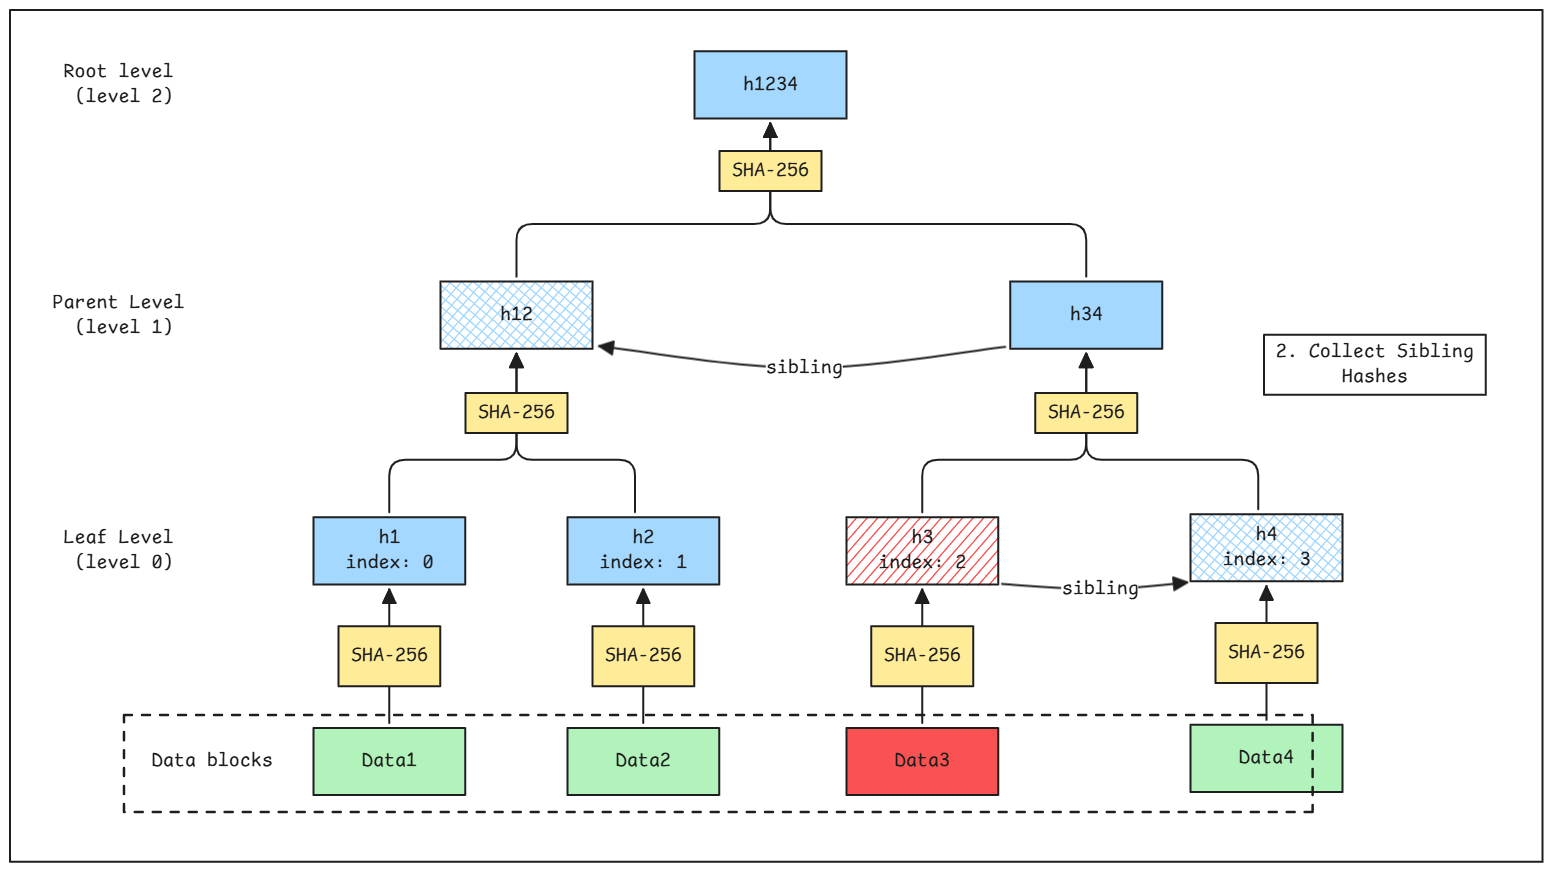 Root level
(level 2)
h1234
SHA-256
Parent Level
(level 1)
h12
h34
sibling
2. Collect Sibling
Hashes
SHA-256
SHA-256
Leaf Level
(level 0)
h1
index: 0
h2
index: 1
h3
index: 2
h4
index: 3
sibling
SHA-256
SHA-256
SHA-256
SHA-256
Data blocks
Data1
Data2
Data3
Data4